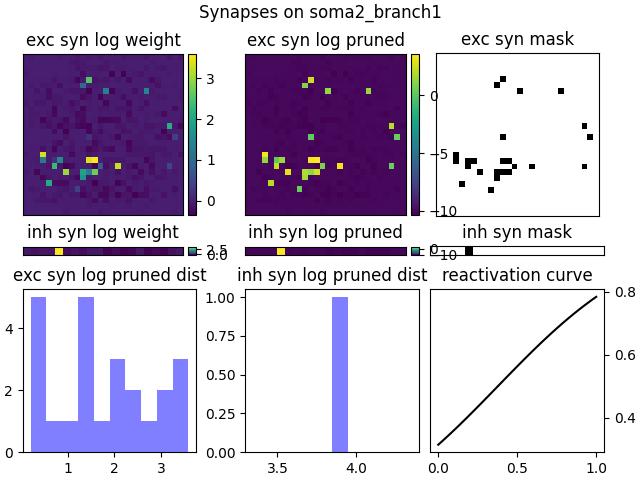 Synapses on soma2_branch1
exc syn log weight
exc syn log pruned
exc syn mask
3
2
1
0
0
−5
−10
inh syn log weight
inh syn log pruned
inh syn mask
2.5
0.0
0
10
exc syn log pruned dist
inh syn log pruned dist
reactivation curve
4
2
0
1 2 3
1.00
0.75
0.50
0.25
0.00
3.5 4.0
0.8
0.6
0.4
0.0 0.5 1.0